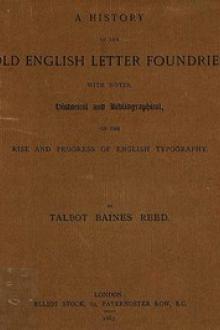 A HISTORY
OF THE
OLD ENGLISH LETTER FOUNDRIE
WITH NOTES,
Historical and Bibliographical,
ON THE
RISE AND PROGRESS OF ENGLISH TYPOGRAPHY.
BY
TALBOT BAINES REED.
LONDON
ELLIOT STOCK, 62, PATERNOSTER ROW, E.C.
1887